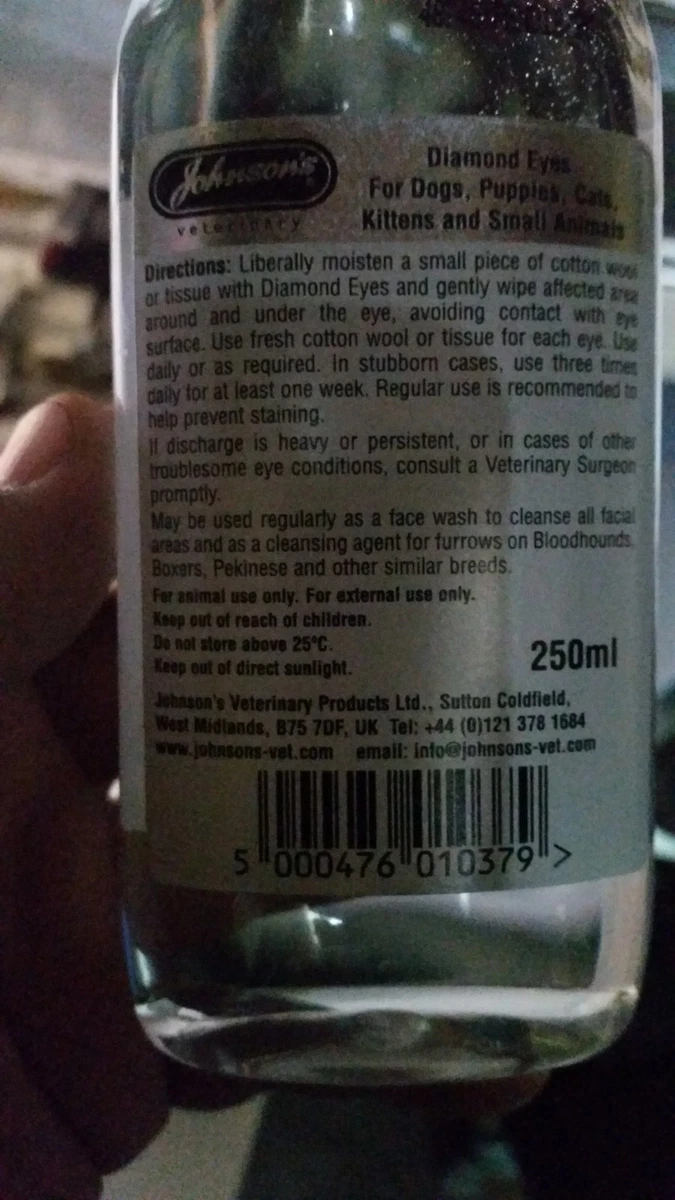 Johnson's
veterinary
Diamond Eyes
For Dogs, Puppies, Cats,
Kittens and Small Animals
Directions: Liberally moisten a small piece of cotton wool
or tissue with Diamond Eyes and gently wipe affected area
around and under the eye, avoiding contact with eye
surface. Use fresh cotton wool or tissue for each eye. Use
daily or as required. In stubborn cases, use three times
daily for at least one week. Regular use is recommended to
help prevent staining.
If discharge is heavy or persistent, or in cases of other
troublesome eye conditions, consult a Veterinary Surgeon
promptly.
May be used regularly as a face wash to cleanse all facial
areas and as a cleansing agent for furrows on Bloodhounds,
Boxers, Pekinese and other similar breeds.
For animal use only. For external use only.
Keep out of reach of children.
Do not store above 25°C.
Keep out of direct sunlight.
250ml
Johnson's Veterinary Products Ltd., Sutton Coldfield,
West Midlands, B75 7DF, UK Tel: +44 (0)121 378 1684
www.johnsons-vet.com email: info@johnsons-vet.com
5 000476 010379 >